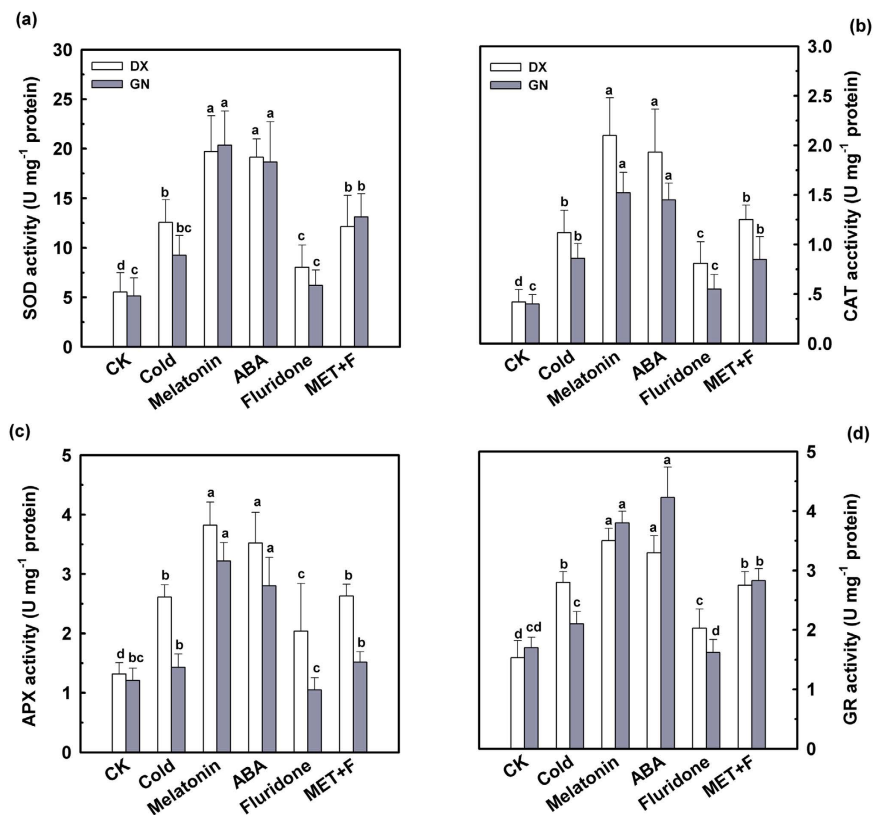 (a)
30
25
20
15
10
5
0
SOD activity (U mg⁻¹ protein)
DX
GN
d
c
b
bc
a
a
a
a
c
c
b
b
CK
Cold
Melatonin
ABA
Fluridone
MET+F
(b)
3.0
2.5
2.0
1.5
1.0
.5
0.0
CAT acctivity (U mg⁻¹ protein)
DX
GN
d
c
b
b
a
a
a
a
c
c
b
b
CK
Cold
Melatonin
ABA
Fluridone
MET+F
(c)
5
4
3
2
1
0
APX activity (U mg⁻¹ protein)
d
bc
b
b
a
a
a
a
c
c
b
b
CK
Cold
Melatonin
ABA
Fluridone
MET+F
(d)
5
4
3
2
1
0
GR activity (U mg⁻¹ protein)
d
cd
b
c
a
a
a
a
c
d
b
b
CK
Cold
Melatonin
ABA
Fluridone
MET+F